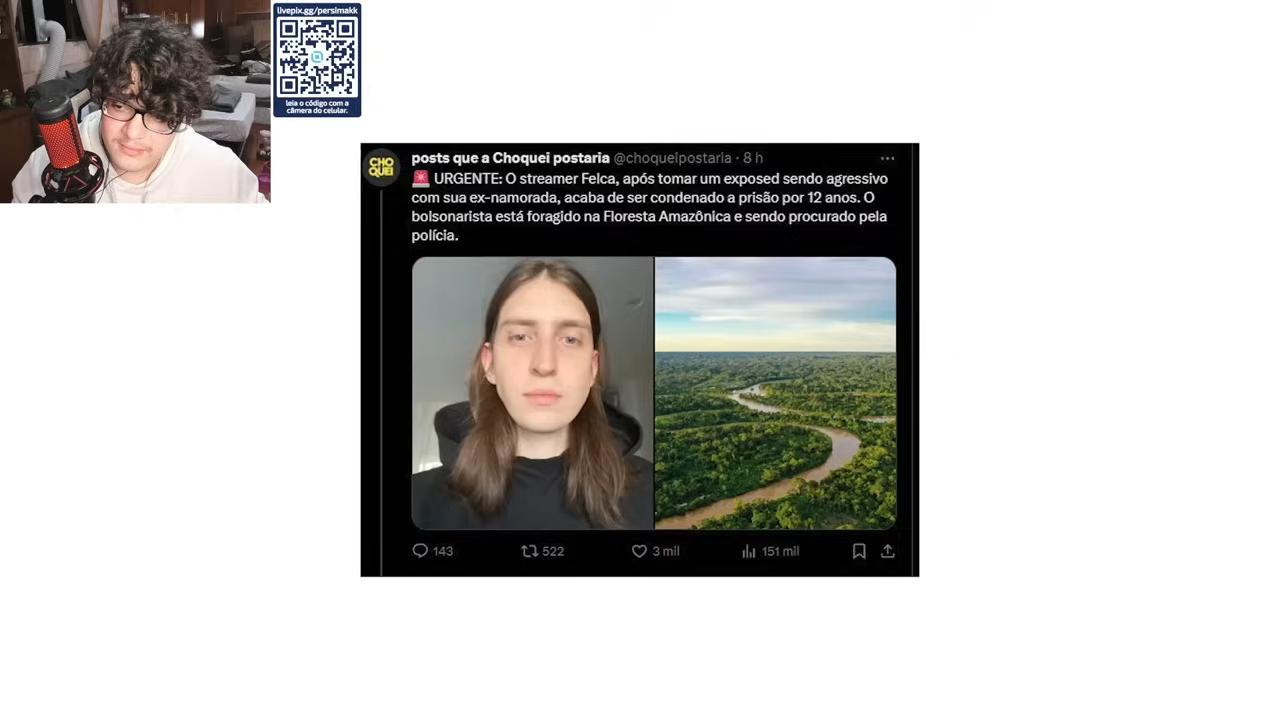 livepix.gg/persimakk
leia o código com a
câmera do celular.
CHO
QUEI
posts que a Choquei postaria @choqueipostaria · 8 h
🚨 URGENTE: O streamer Felca, após tomar um exposed sendo agressivo
com sua ex-namorada, acaba de ser condenado a prisão por 12 anos. O
bolsonarista está foragido na Floresta Amazônica e sendo procurado pela
polícia.
143
522
3 mil
151 mil